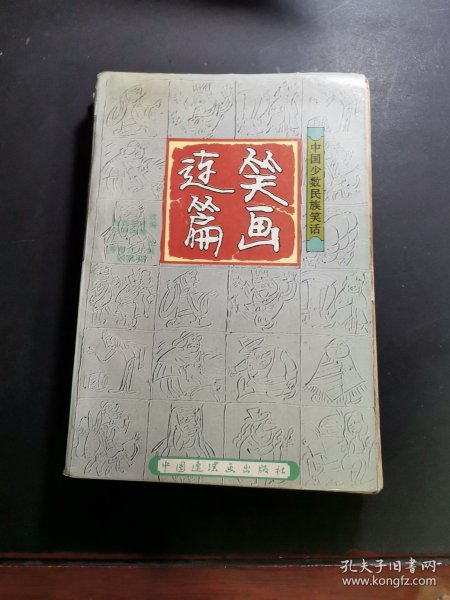 中国少数民族笑话
笑画
连篇
中国连环画出版社
孔夫子旧书网
www.kongfz.com